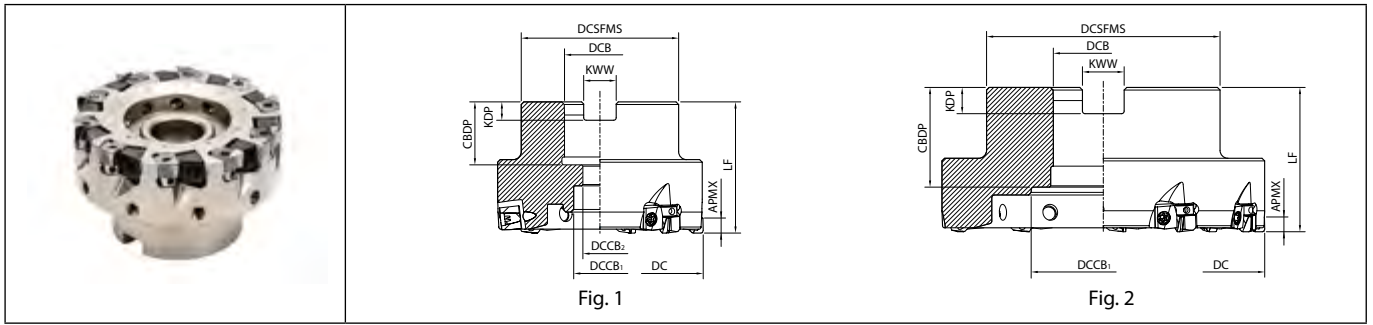 DCSFMS
DCB
KWW
KDP
CBDP
LF
APMX
DCCB₂
DCCB₁
DC
Fig. 1
DCSFMS
DCB
KWW
KDP
CBDP
LF
APMX
DCCB₁
DC
Fig. 2